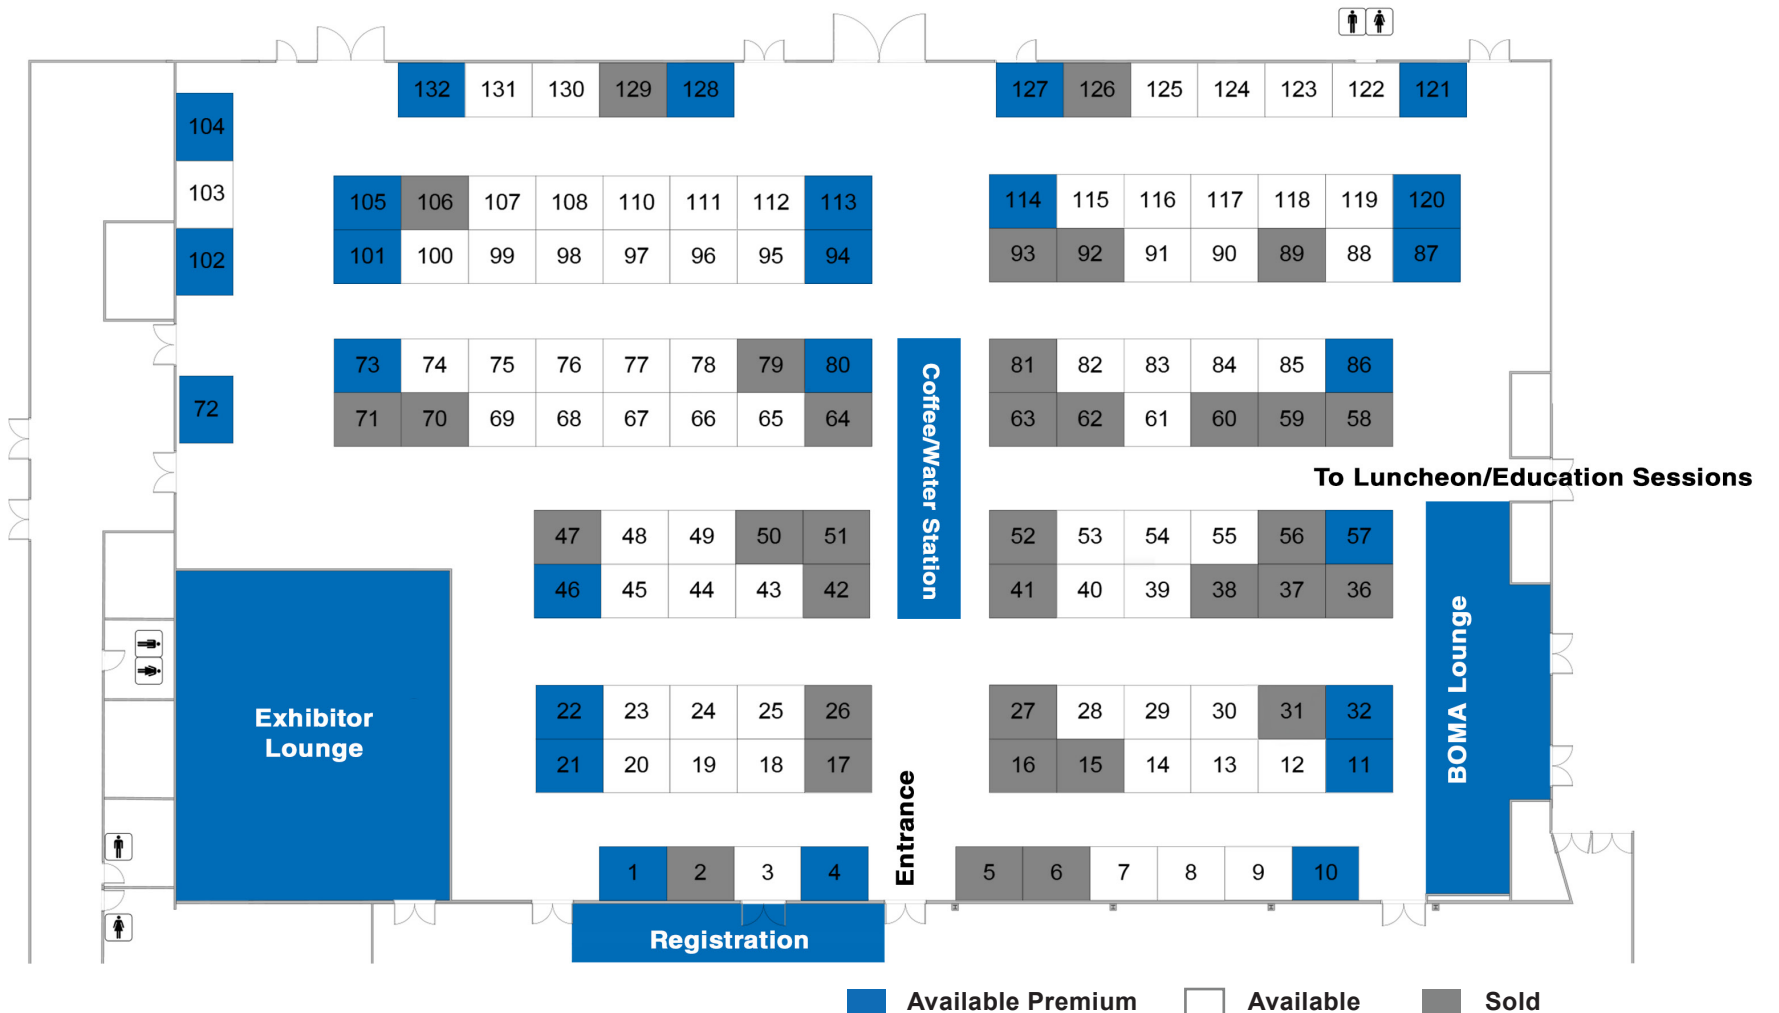 132 131 130 129 128
127 126 125 124 123 122 121
104
103
102
105 106 107 108 110 111 112 113
101 100 99 98 97 96 95 94
114 115 116 117 118 119 120
93 92 91 90 89 88 87
73 74 75 76 77 78 79 80
71 70 69 68 67 66 65 64
72
81 82 83 84 85 86
63 62 61 60 59 58
Coffee/Water Station
To Luncheon/Education Sessions
47 48 49 50 51
46 45 44 43 42
52 53 54 55 56 57
41 40 39 38 37 36
Exhibitor
Lounge
22 23 24 25 26
21 20 19 18 17
27 28 29 30 31 32
16 15 14 13 12 11
BOMA Lounge
Entrance
1 2 3 4
5 6 7 8 9 10
Registration
Available Premium
Available
Sold